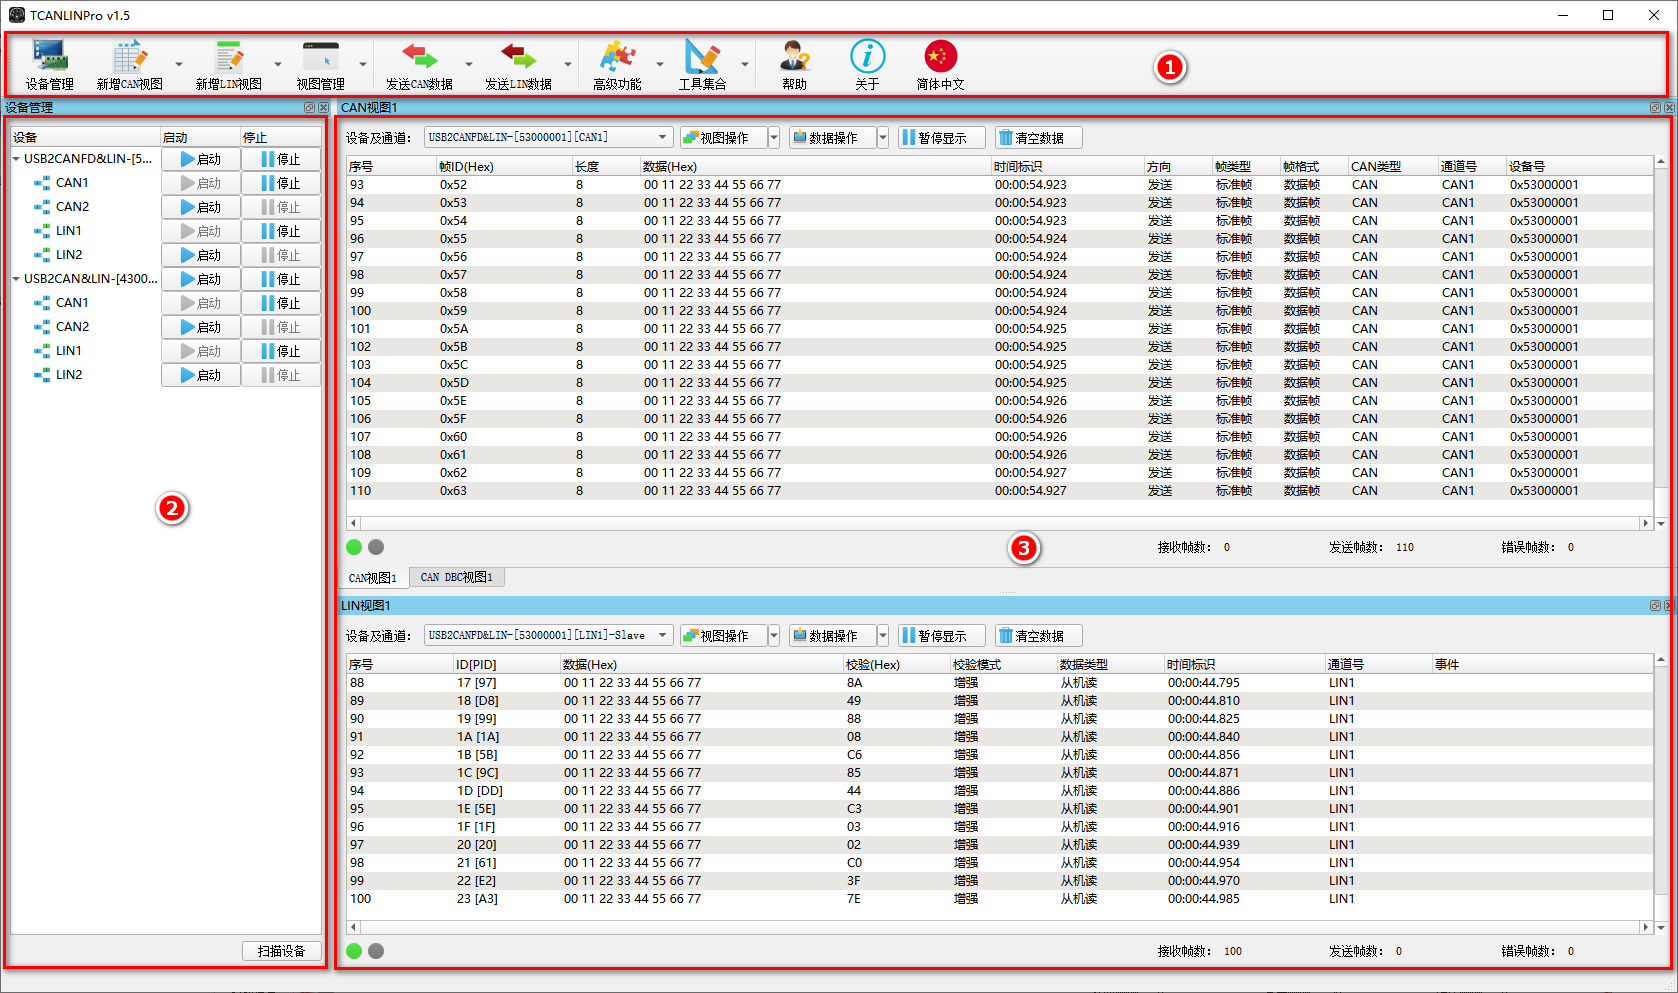 TCANLINPro v1.5
设备管理 新增CAN视图 新增LIN视图 视图管理 发送CAN数据 发送LIN数据 高级功能 工具集合 帮助 关于 简体中文
1
设备管理
设备 启动 停止
USB2CANFD&LIN-[5... 启动 停止
CAN1 启动 停止
CAN2 启动 停止
LIN1 启动 停止
LIN2 启动 停止
USB2CAN&LIN-[4300... 启动 停止
CAN1 启动 停止
CAN2 启动 停止
LIN1 启动 停止
LIN2 启动 停止
2
扫描设备
CAN视图1
设备及通道: USB2CANFD&LIN-[53000001][CAN1] 视图操作 数据操作 暂停显示 清空数据
序号 帧ID(Hex) 长度 数据(Hex) 时间标识 方向 帧类型 帧格式 CAN类型 通道号 设备号
93 0x52 8 00 11 22 33 44 55 66 77 00:00:54.923 发送 标准帧 数据帧 CAN CAN1 0x53000001
94 0x53 8 00 11 22 33 44 55 66 77 00:00:54.923 发送 标准帧 数据帧 CAN CAN1 0x53000001
95 0x54 8 00 11 22 33 44 55 66 77 00:00:54.923 发送 标准帧 数据帧 CAN CAN1 0x53000001
96 0x55 8 00 11 22 33 44 55 66 77 00:00:54.924 发送 标准帧 数据帧 CAN CAN1 0x53000001
97 0x56 8 00 11 22 33 44 55 66 77 00:00:54.924 发送 标准帧 数据帧 CAN CAN1 0x53000001
98 0x57 8 00 11 22 33 44 55 66 77 00:00:54.924 发送 标准帧 数据帧 CAN CAN1 0x53000001
99 0x58 8 00 11 22 33 44 55 66 77 00:00:54.924 发送 标准帧 数据帧 CAN CAN1 0x53000001
100 0x59 8 00 11 22 33 44 55 66 77 00:00:54.924 发送 标准帧 数据帧 CAN CAN1 0x53000001
101 0x5A 8 00 11 22 33 44 55 66 77 00:00:54.925 发送 标准帧 数据帧 CAN CAN1 0x53000001
102 0x5B 8 00 11 22 33 44 55 66 77 00:00:54.925 发送 标准帧 数据帧 CAN CAN1 0x53000001
103 0x5C 8 00 11 22 33 44 55 66 77 00:00:54.925 发送 标准帧 数据帧 CAN CAN1 0x53000001
104 0x5D 8 00 11 22 33 44 55 66 77 00:00:54.925 发送 标准帧 数据帧 CAN CAN1 0x53000001
105 0x5E 8 00 11 22 33 44 55 66 77 00:00:54.926 发送 标准帧 数据帧 CAN CAN1 0x53000001
106 0x5F 8 00 11 22 33 44 55 66 77 00:00:54.926 发送 标准帧 数据帧 CAN CAN1 0x53000001
107 0x60 8 00 11 22 33 44 55 66 77 00:00:54.926 发送 标准帧 数据帧 CAN CAN1 0x53000001
108 0x61 8 00 11 22 33 44 55 66 77 00:00:54.926 发送 标准帧 数据帧 CAN CAN1 0x53000001
109 0x62 8 00 11 22 33 44 55 66 77 00:00:54.927 发送 标准帧 数据帧 CAN CAN1 0x53000001
110 0x63 8 00 11 22 33 44 55 66 77 00:00:54.927 发送 标准帧 数据帧 CAN CAN1 0x53000001
3
接收帧数: 0 发送帧数: 110 错误帧数: 0
CAN视图1 CAN DBC视图1
LIN视图1
设备及通道: USB2CANFD&LIN-[53000001][LIN1]-Slave 视图操作 数据操作 暂停显示 清空数据
序号 ID[PID] 数据(Hex) 校验(Hex) 校验模式 数据类型 时间标识 通道号 事件
88 17 [97] 00 11 22 33 44 55 66 77 8A 增强 从机读 00:00:44.795 LIN1
89 18 [D8] 00 11 22 33 44 55 66 77 49 增强 从机读 00:00:44.810 LIN1
90 19 [99] 00 11 22 33 44 55 66 77 88 增强 从机读 00:00:44.825 LIN1
91 1A [1A] 00 11 22 33 44 55 66 77 08 增强 从机读 00:00:44.840 LIN1
92 1B [5B] 00 11 22 33 44 55 66 77 C6 增强 从机读 00:00:44.856 LIN1
93 1C [9C] 00 11 22 33 44 55 66 77 85 增强 从机读 00:00:44.871 LIN1
94 1D [DD] 00 11 22 33 44 55 66 77 44 增强 从机读 00:00:44.886 LIN1
95 1E [5E] 00 11 22 33 44 55 66 77 C3 增强 从机读 00:00:44.901 LIN1
96 1F [1F] 00 11 22 33 44 55 66 77 03 增强 从机读 00:00:44.916 LIN1
97 20 [20] 00 11 22 33 44 55 66 77 02 增强 从机读 00:00:44.939 LIN1
98 21 [61] 00 11 22 33 44 55 66 77 C0 增强 从机读 00:00:44.954 LIN1
99 22 [E2] 00 11 22 33 44 55 66 77 3F 增强 从机读 00:00:44.970 LIN1
100 23 [A3] 00 11 22 33 44 55 66 77 7E 增强 从机读 00:00:44.985 LIN1
接收帧数: 100 发送帧数: 0 错误帧数: 0